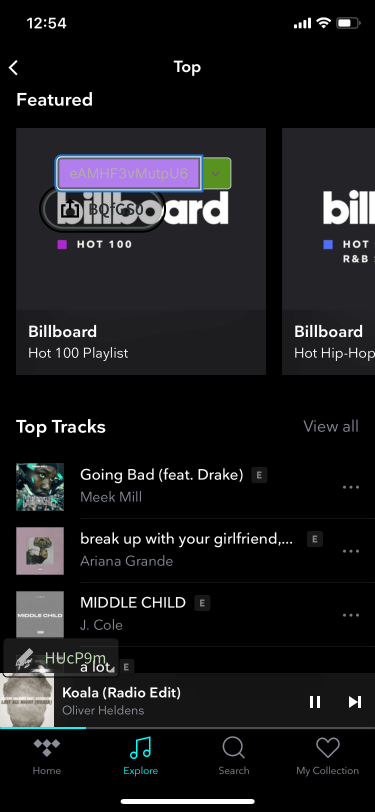 12:54
Top
Featured
eAMHF3vMutpU6
billboard
BQfGS0
HOT 100
bill
HOT
R&B
Billboard
Hot 100 Playlist
Billboard
Hot Hip-Hop
Top Tracks
View all
Going Bad (feat. Drake) E
Meek Mill
break up with your girlfriend,... E
Ariana Grande
MIDDLE CHILD
MIDDLE CHILD E
J. Cole
HUcP9m
a lot E
Koala (Radio Edit)
Oliver Heldens
Home
Explore
Search
My Collection